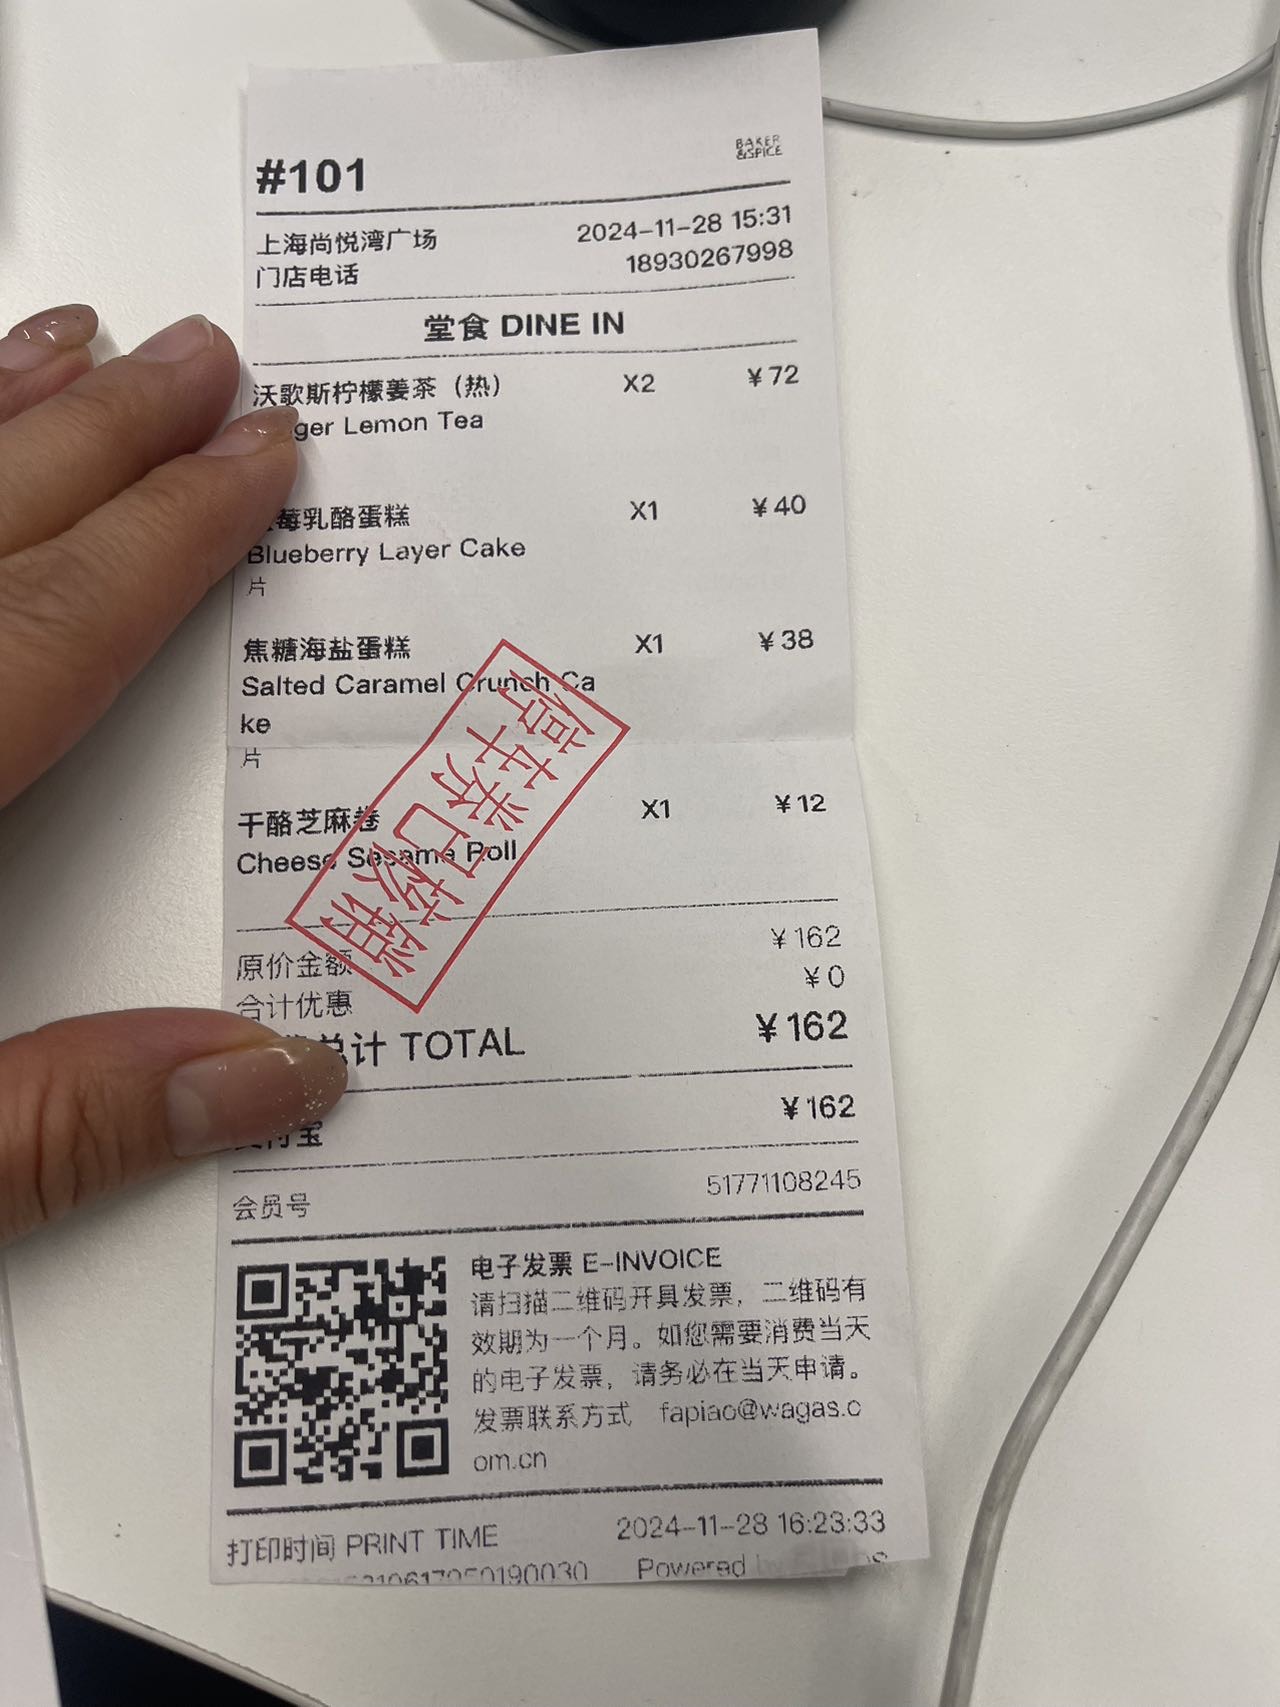 #101
BAKER
&SPICE
上海尚悦湾广场 2024-11-28 15:31
门店电话 18930267998
堂食 DINE IN
沃歌斯柠檬姜茶（热） X2 ¥72
ger Lemon Tea
莓乳酪蛋糕 X1 ¥40
Blueberry Layer Cake
片
焦糖海盐蛋糕 X1 ¥38
Salted Caramel Crunch Ca
ke
片
干酪芝麻卷 X1 ¥12
Cheese Sesame Roll
停车券已核销
原价金额 ¥162
合计优惠 ¥0
总计 TOTAL ¥162
付宝 ¥162
会员号 51771108245
电子发票 E-INVOICE
请扫描二维码开具发票，二维码有
效期为一个月。如您需要消费当天
的电子发票，请务必在当天申请。
发票联系方式 fapiao@wagas.c
om.cn
打印时间 PRINT TIME 2024-11-28 16:23:33
Powered